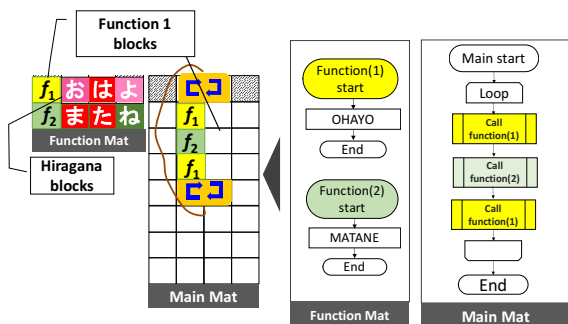 Function 1
blocks
f1 おはよ
f2 またね
Function Mat
Hiragana
blocks
f1
f2
f1
Main Mat
Function(1)
start
OHAYO
End
Function(2)
start
MATANE
End
Function Mat
Main start
Loop
Call
function(1)
Call
function(2)
Call
function(1)
End
Main Mat